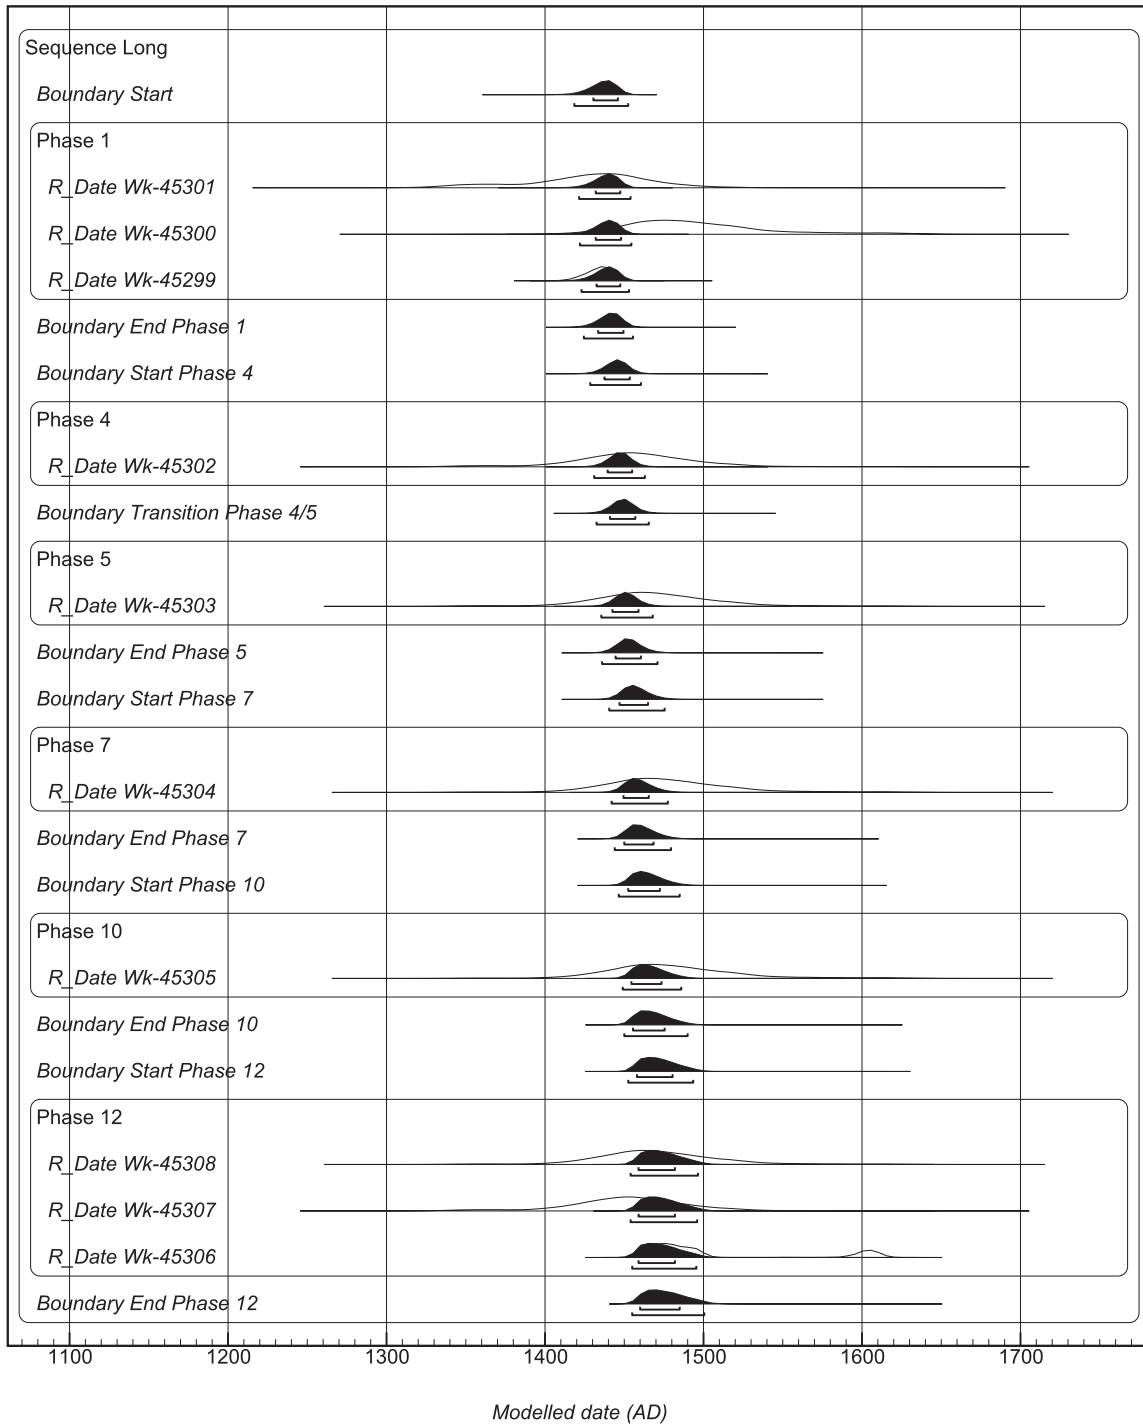 Sequence Long
Boundary Start
Phase 1
R_Date Wk-45301
R_Date Wk-45300
R_Date Wk-45299
Boundary End Phase 1
Boundary Start Phase 4
Phase 4
R_Date Wk-45302
Boundary Transition Phase 4/5
Phase 5
R_Date Wk-45303
Boundary End Phase 5
Boundary Start Phase 7
Phase 7
R_Date Wk-45304
Boundary End Phase 7
Boundary Start Phase 10
Phase 10
R_Date Wk-45305
Boundary End Phase 10
Boundary Start Phase 12
Phase 12
R_Date Wk-45308
R_Date Wk-45307
R_Date Wk-45306
Boundary End Phase 12
1100 1200 1300 1400 1500 1600 1700
Modelled date (AD)